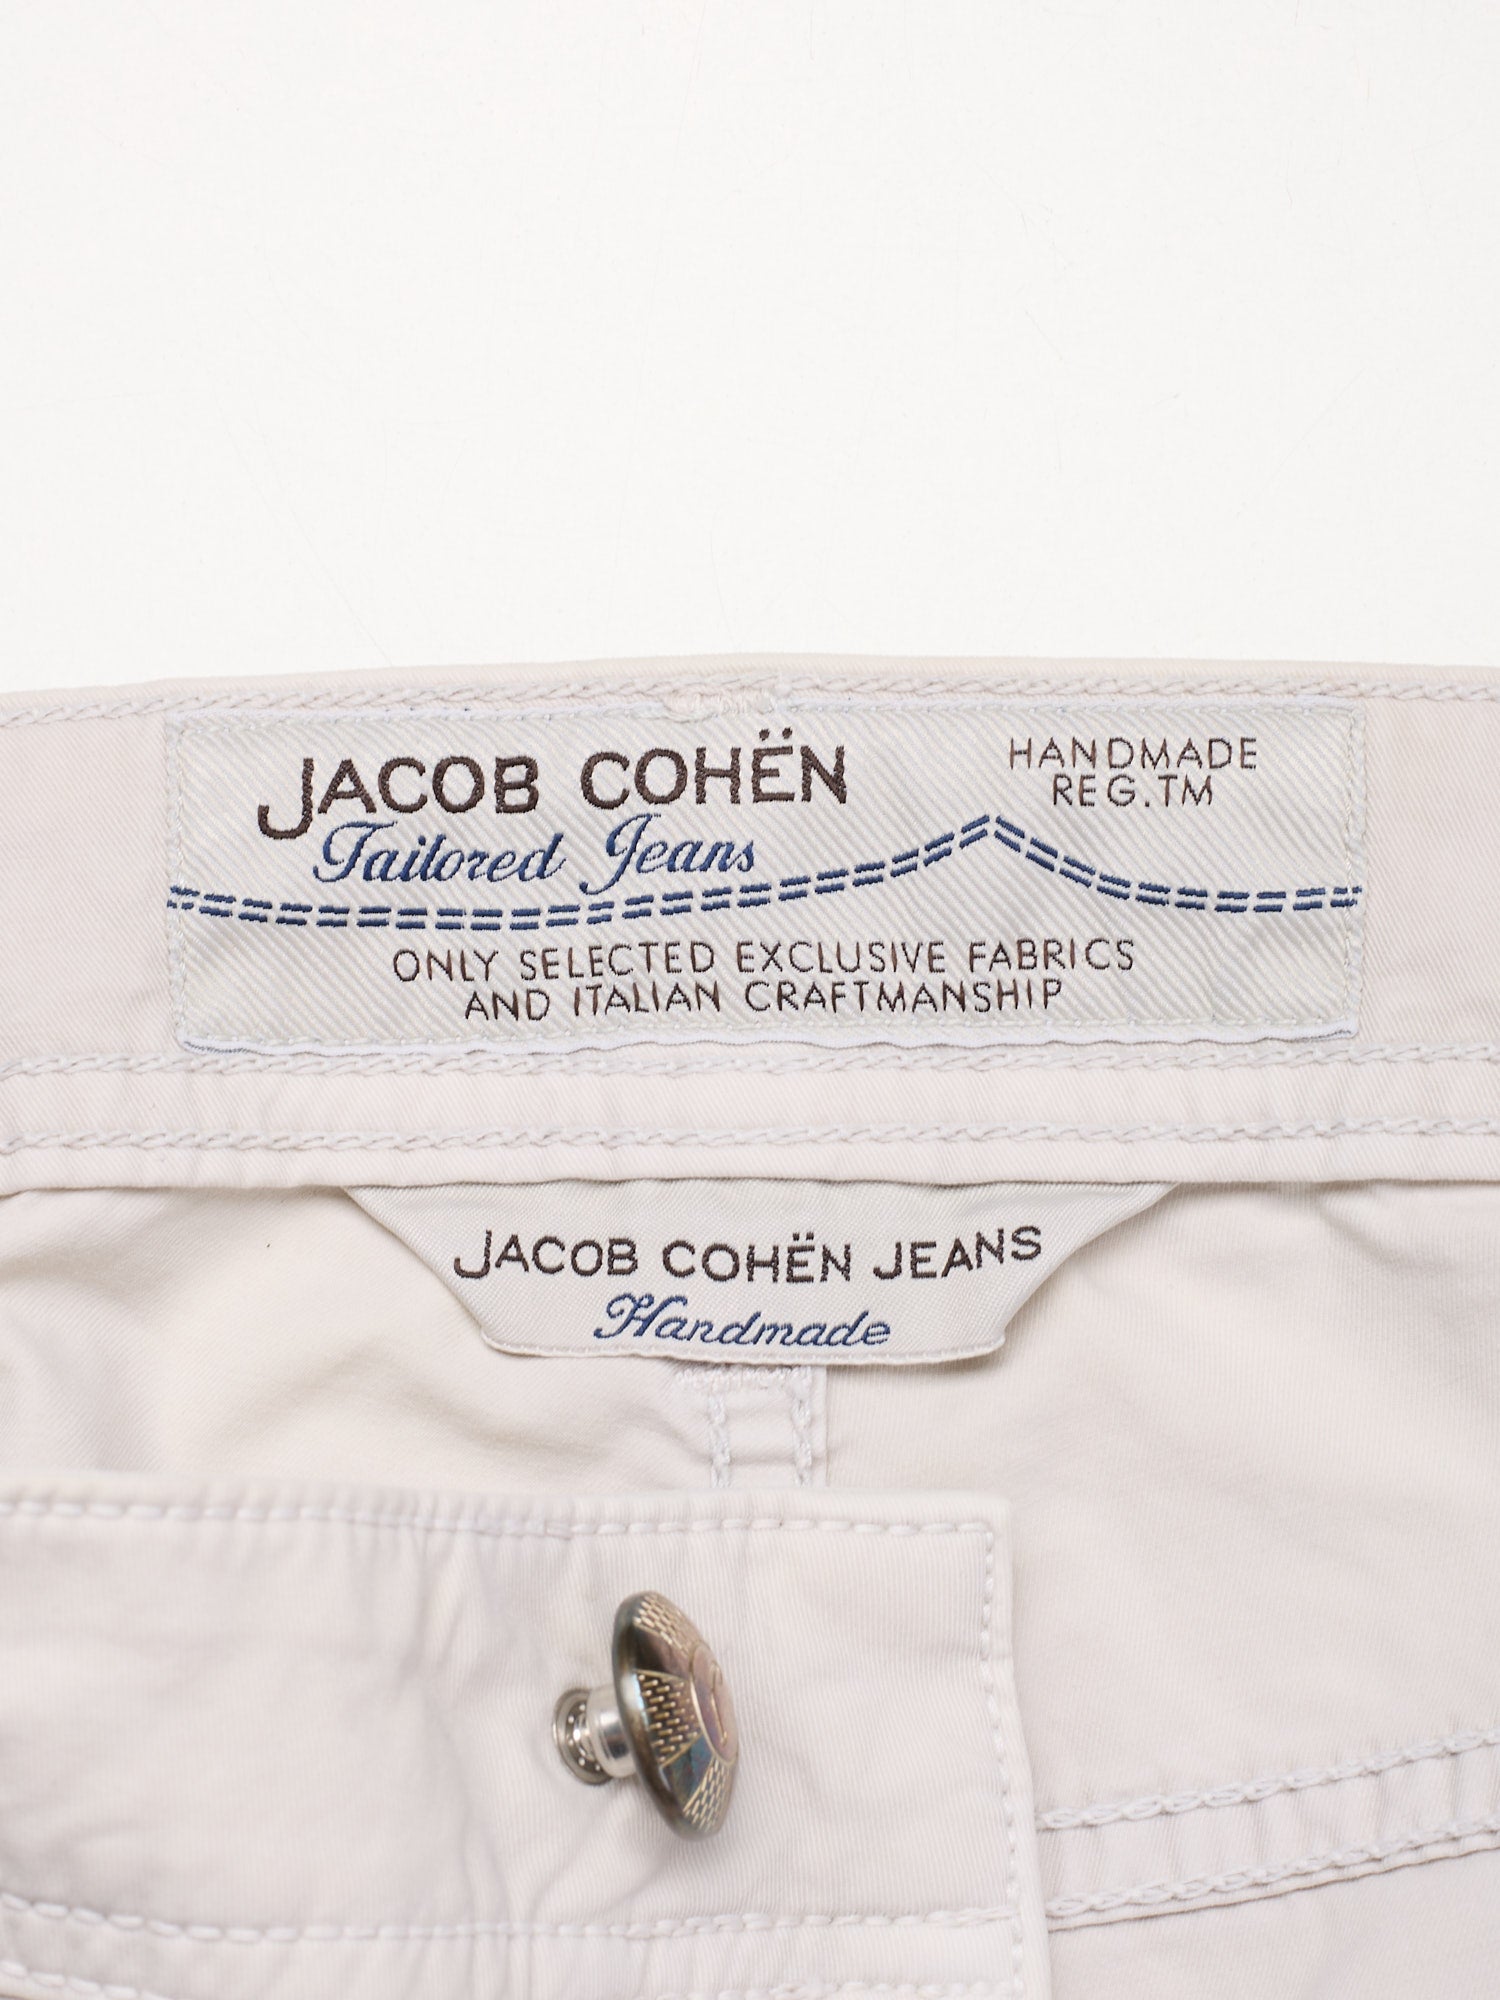 JACOB COHËN
Tailored Jeans
HANDMADE
REG.TM
ONLY SELECTED EXCLUSIVE FABRICS
AND ITALIAN CRAFTMANSHIP
JACOB COHËN JEANS
Handmade